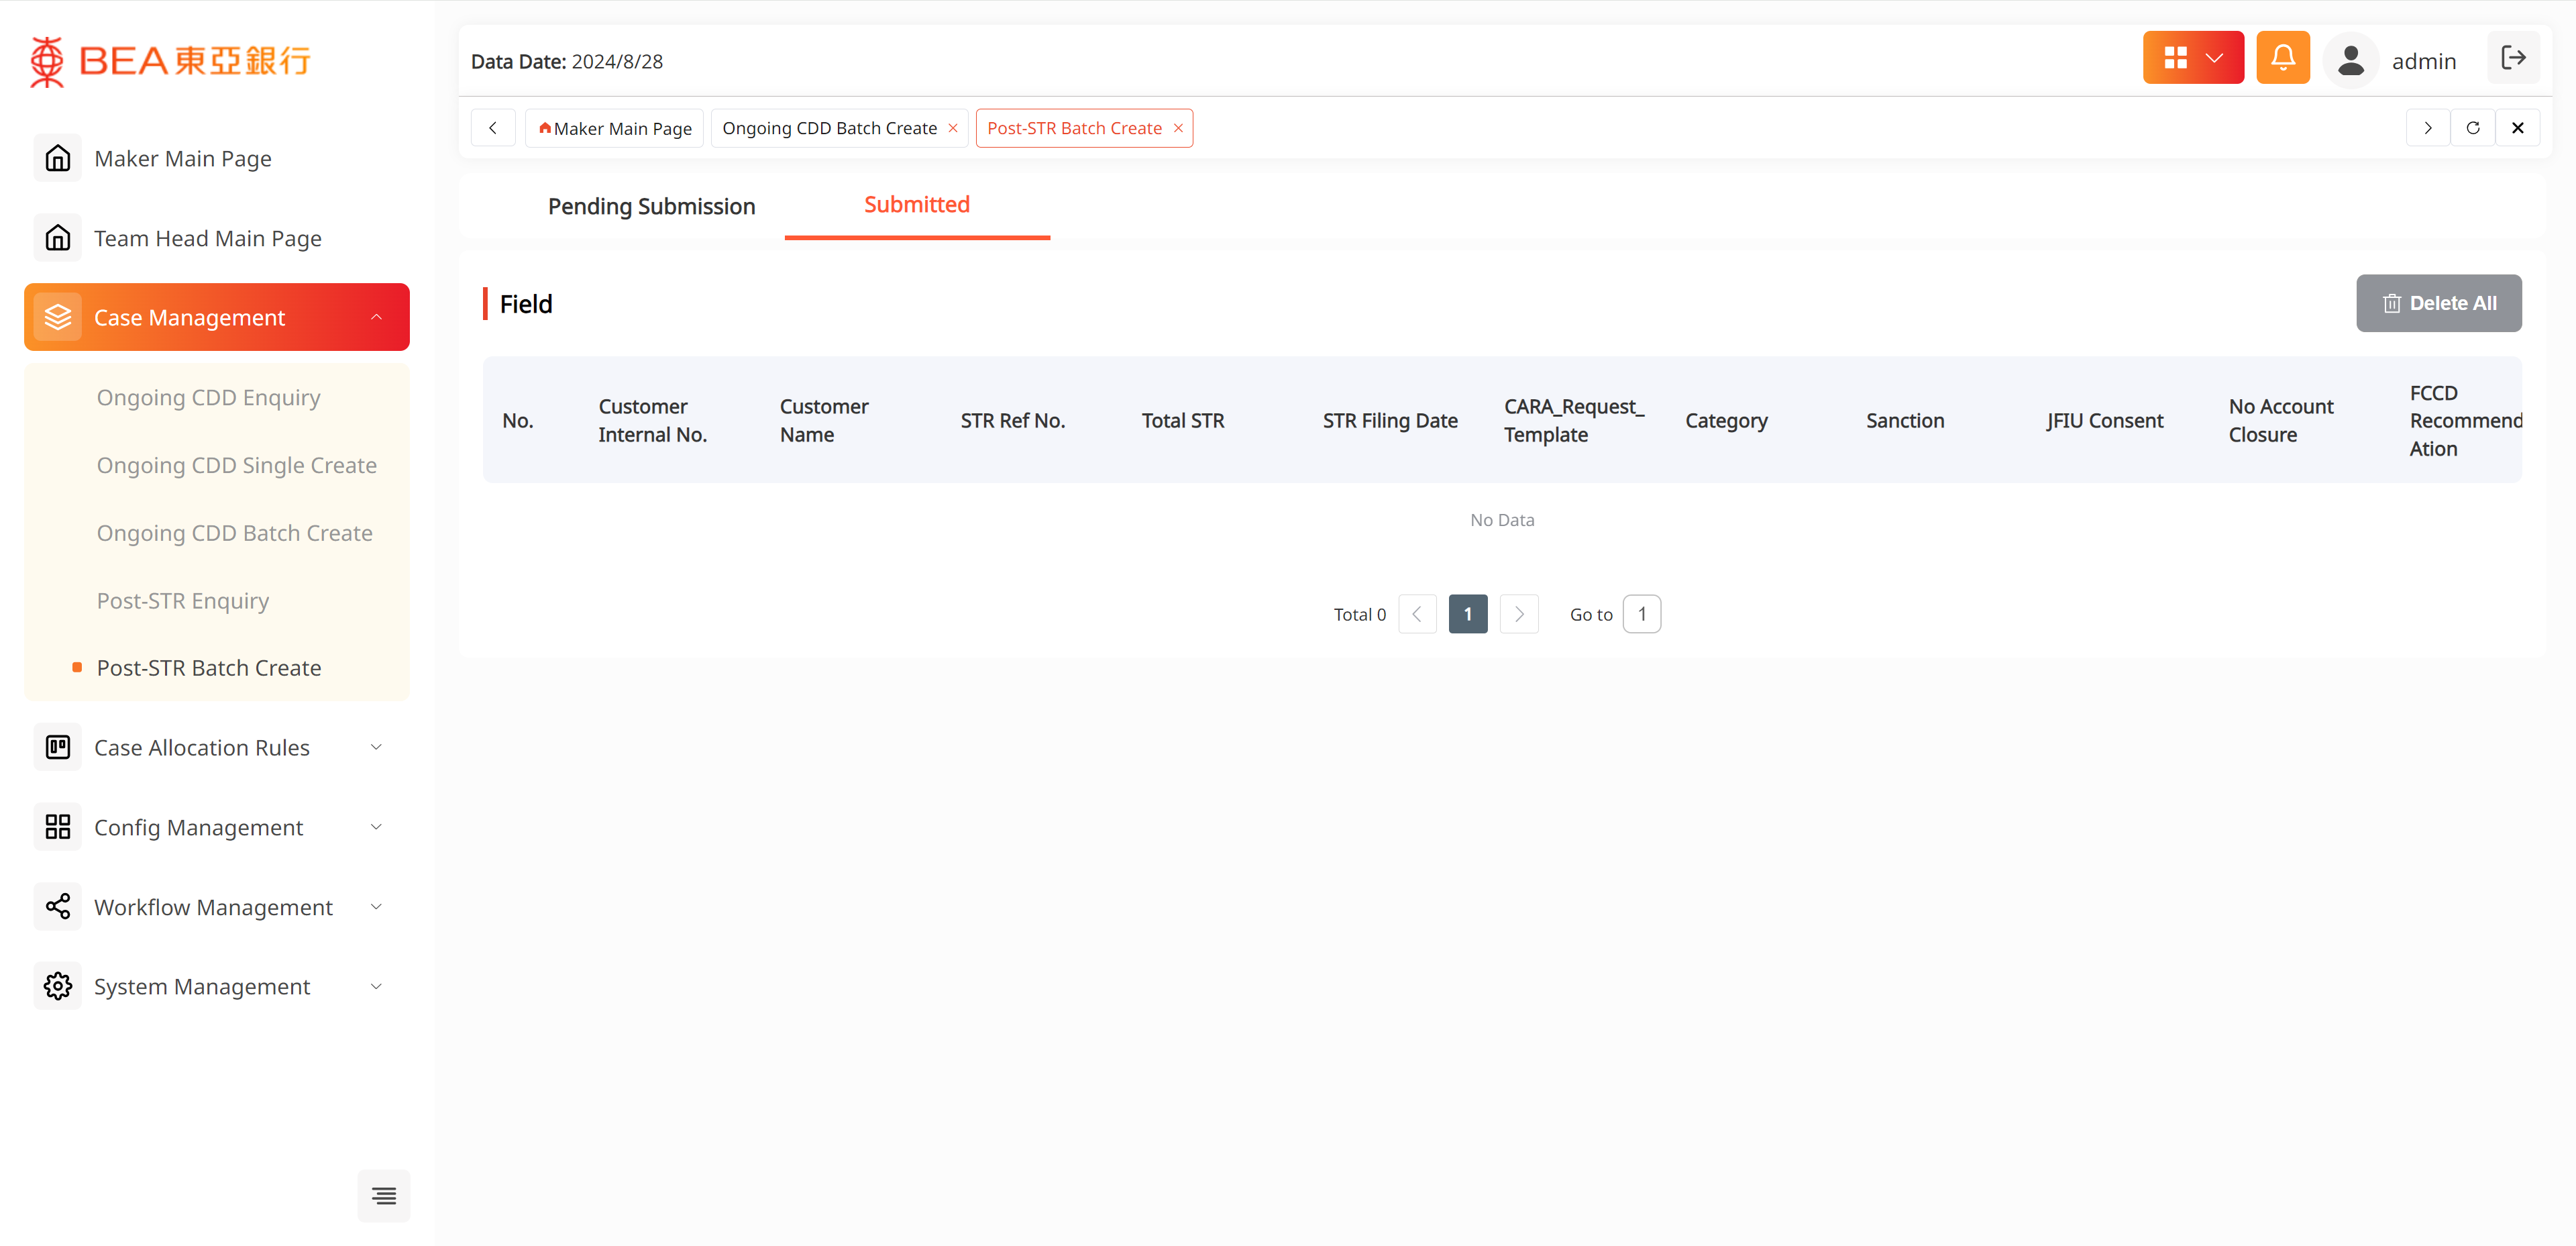 BEA東亞銀行
Data Date: 2024/8/28
admin
Maker Main Page
Ongoing CDD Batch Create
Post-STR Batch Create
Maker Main Page
Team Head Main Page
Case Management
Ongoing CDD Enquiry
Ongoing CDD Single Create
Ongoing CDD Batch Create
Post-STR Enquiry
Post-STR Batch Create
Case Allocation Rules
Config Management
Workflow Management
System Management
Pending Submission
Submitted
Field
Delete All
No.
Customer
Internal No.
Customer
Name
STR Ref No.
Total STR
STR Filing Date
CARA_Request_
Template
Category
Sanction
JFIU Consent
No Account
Closure
FCCD
Recommend
Ation
No Data
Total 0
1
Go to
1